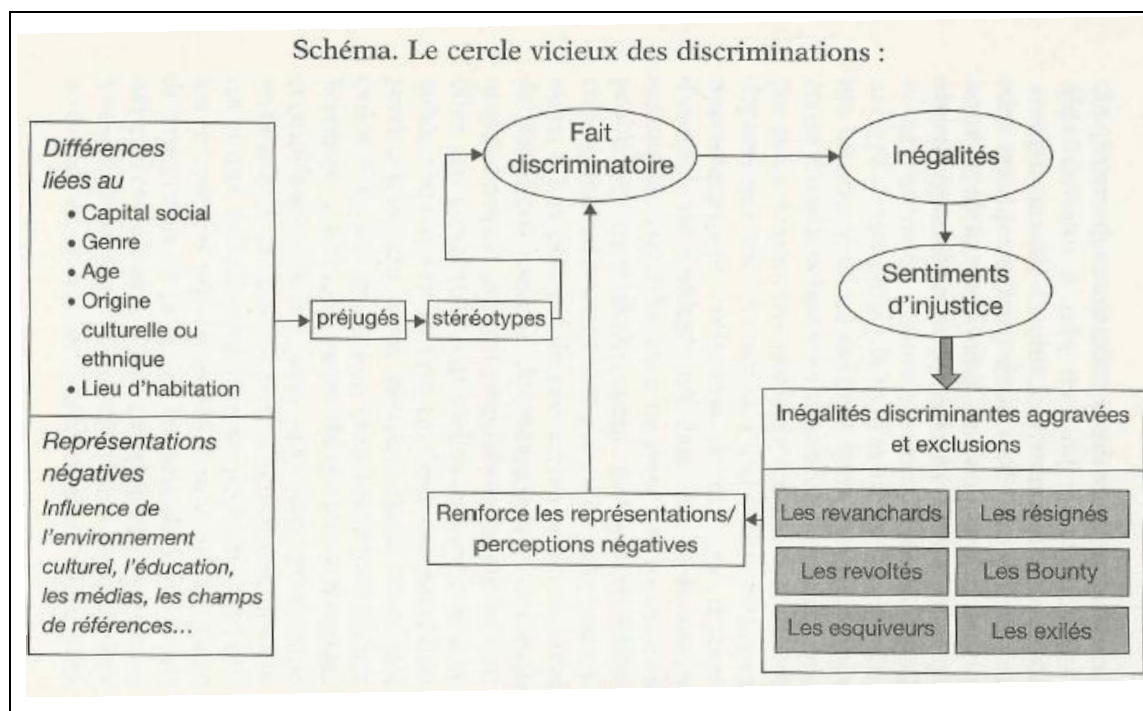 Schéma. Le cercle vicieux des discriminations :
Différences
liées au
• Capital social
• Genre
• Age
• Origine
culturelle ou
ethnique
• Lieu d'habitation
Représentations
négatives
Influence de
l'environnement
culturel, l'éducation,
les médias, les champs
de références...
préjugés
stéréotypes
Fait
discriminatoire
Inégalités
Sentiments
d'injustice
Inégalités discriminantes aggravées
et exclusions
Les revanchards
Les résignés
Les revoltés
Les Bounty
Les esquiveurs
Les exilés
Renforce les représentations/
perceptions négatives